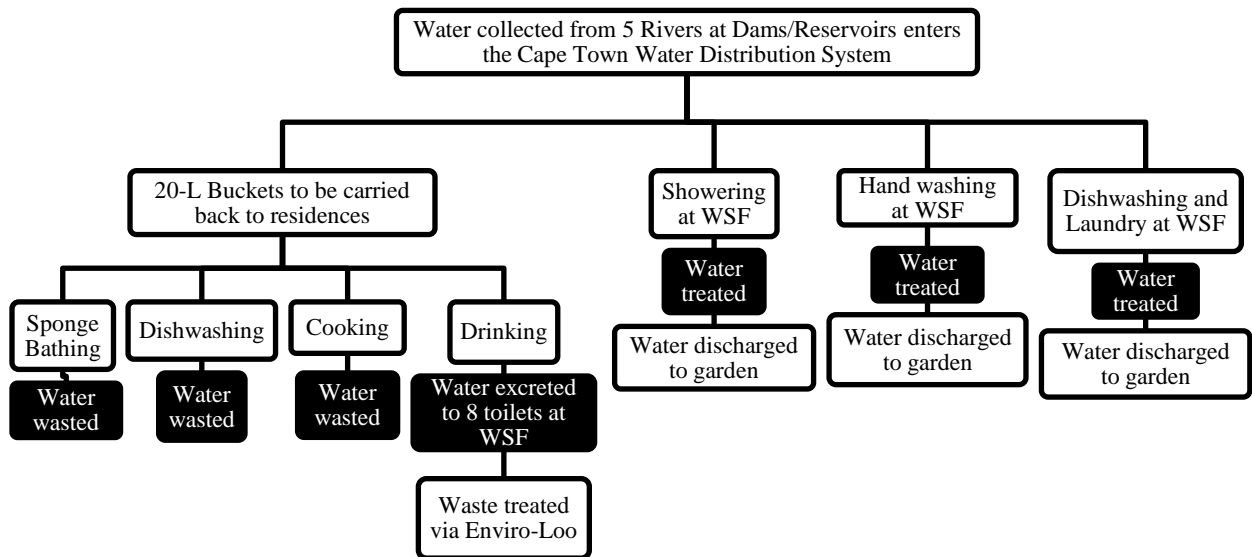 Water collected from 5 Rivers at Dams/Reservoirs enters
the Cape Town Water Distribution System
20-L Buckets to be carried
back to residences
Showering
at WSF
Hand washing
at WSF
Dishwashing and
Laundry at WSF
Water
treated
Water
treated
Water
treated
Sponge
Bathing
Dishwashing
Cooking
Drinking
Water discharged
to garden
Water discharged
to garden
Water discharged
to garden
Water
wasted
Water
wasted
Water
wasted
Water excreted
to 8 toilets at
WSF
Waste treated
via Enviro-Loo